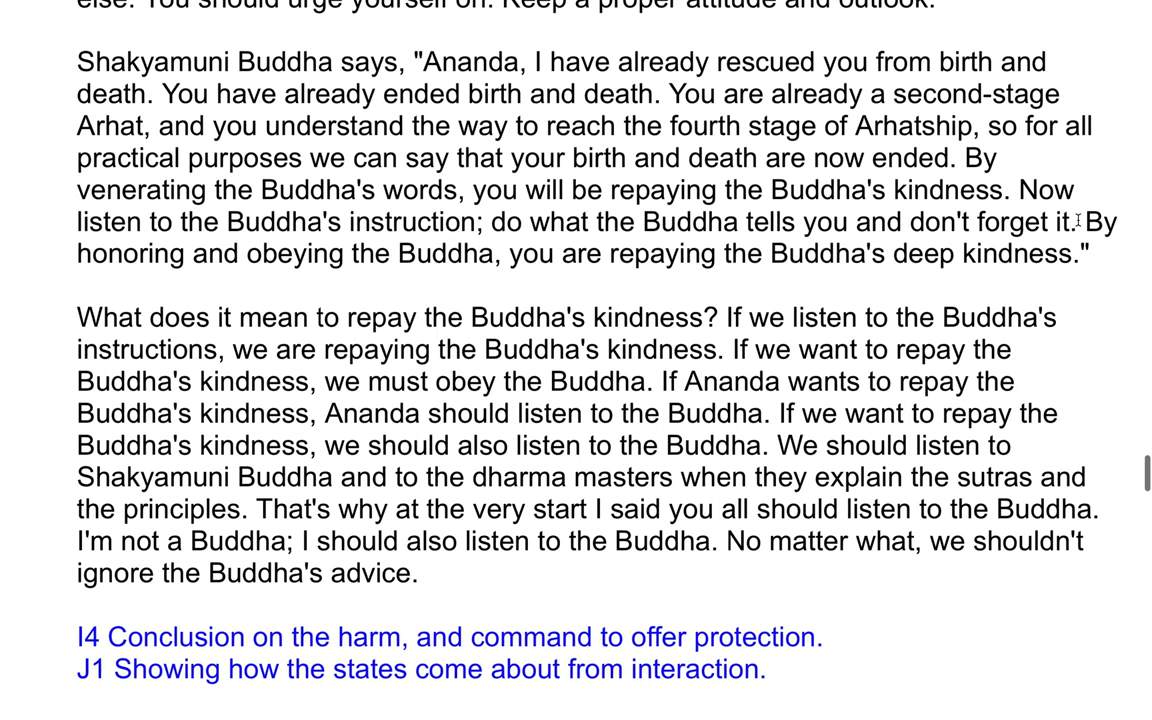 else. You should urge yourself on. Keep a proper attitude and outlook.
Shakyamuni Buddha says, "Ananda, I have already rescued you from birth and
death. You have already ended birth and death. You are already a second-stage
Arhat, and you understand the way to reach the fourth stage of Arhatship, so for all
practical purposes we can say that your birth and death are now ended. By
venerating the Buddha's words, you will be repaying the Buddha's kindness. Now
listen to the Buddha's instruction; do what the Buddha tells you and don't forget it. By
honoring and obeying the Buddha, you are repaying the Buddha's deep kindness."
What does it mean to repay the Buddha's kindness? If we listen to the Buddha's
instructions, we are repaying the Buddha's kindness. If we want to repay the
Buddha's kindness, we must obey the Buddha. If Ananda wants to repay the
Buddha's kindness, Ananda should listen to the Buddha. If we want to repay the
Buddha's kindness, we should also listen to the Buddha. We should listen to
Shakyamuni Buddha and to the dharma masters when they explain the sutras and
the principles. That's why at the very start I said you all should listen to the Buddha.
I'm not a Buddha; I should also listen to the Buddha. No matter what, we shouldn't
ignore the Buddha's advice.
I4 Conclusion on the harm, and command to offer protection.
J1 Showing how the states come about from interaction.